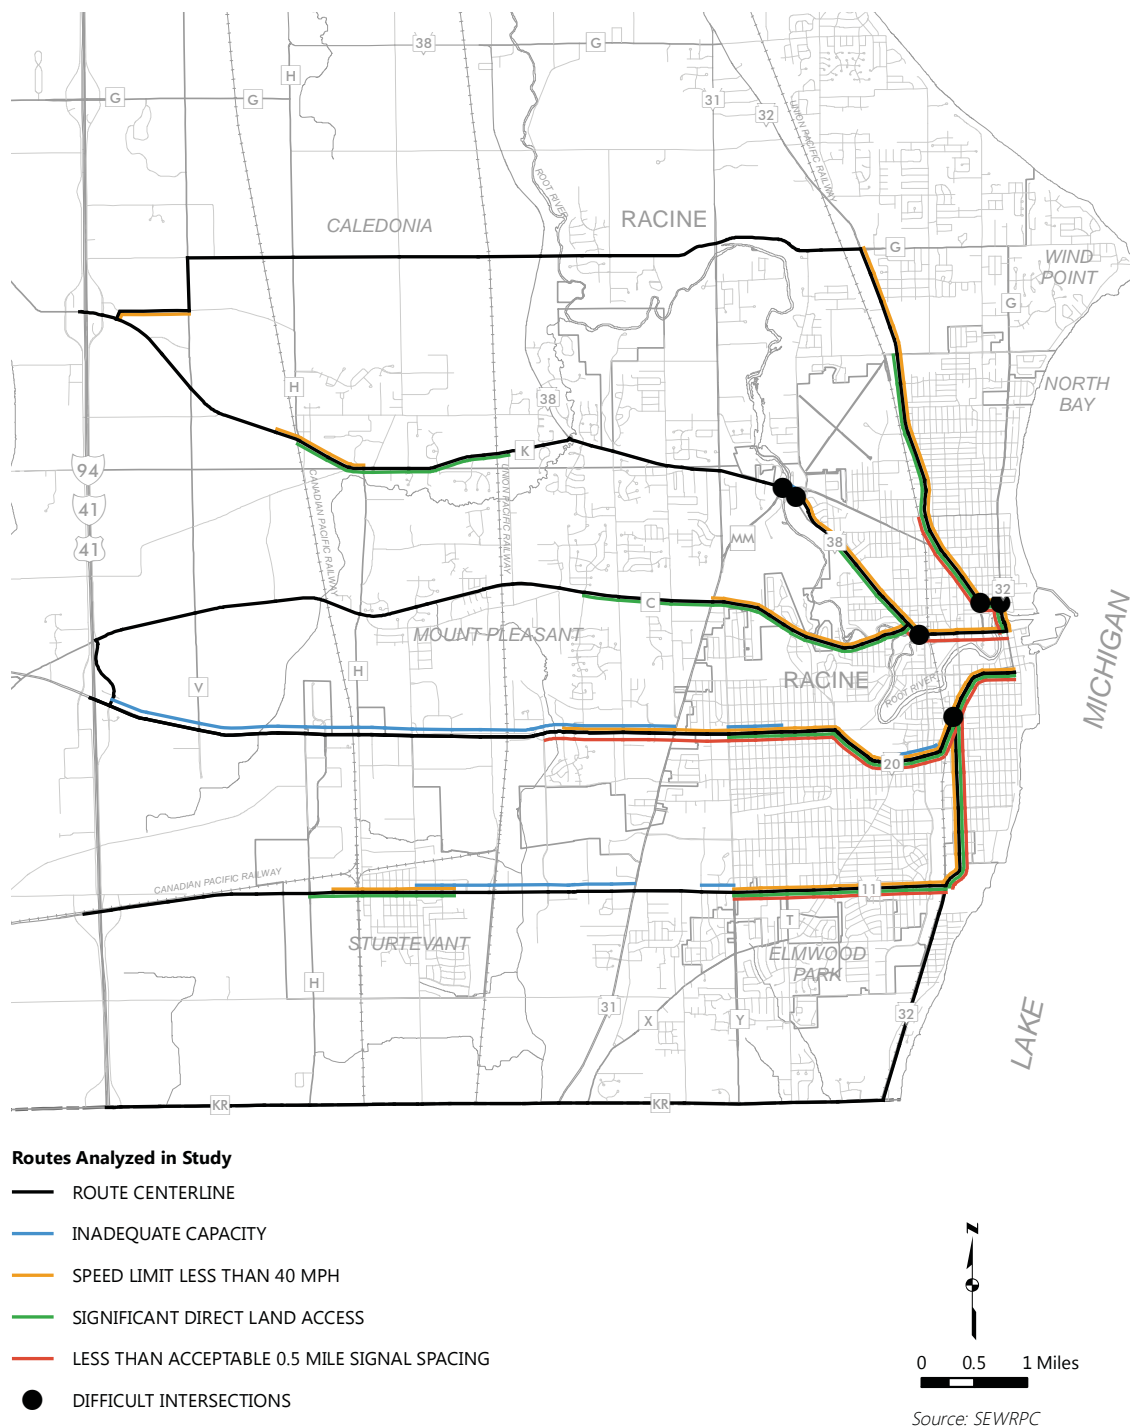 38
G
H
G
G
31
32
UNION PACIFIC RAILWAY
ROOT RIVER
RACINE
CALEDONIA
G
WIND
POINT
G
H
38
NORTH
BAY
K
94
41
41
CANADIAN PACIFIC RAILWAY
UNION PACIFIC RAILWAY
MM
38
32
C
MICHIGAN
MOUNT PLEASANT
H
V
RACINE
ROOT RIVER
20
CANADIAN PACIFIC RAILWAY
11
T
STURTEVANT
ELMWOOD
PARK
H
31
X
Y
32
LAKE
KR
KR
Routes Analyzed in Study
ROUTE CENTERLINE
INADEQUATE CAPACITY
SPEED LIMIT LESS THAN 40 MPH
SIGNIFICANT DIRECT LAND ACCESS
LESS THAN ACCEPTABLE 0.5 MILE SIGNAL SPACING
DIFFICULT INTERSECTIONS
N
0 0.5 1 Miles
Source: SEWRPC